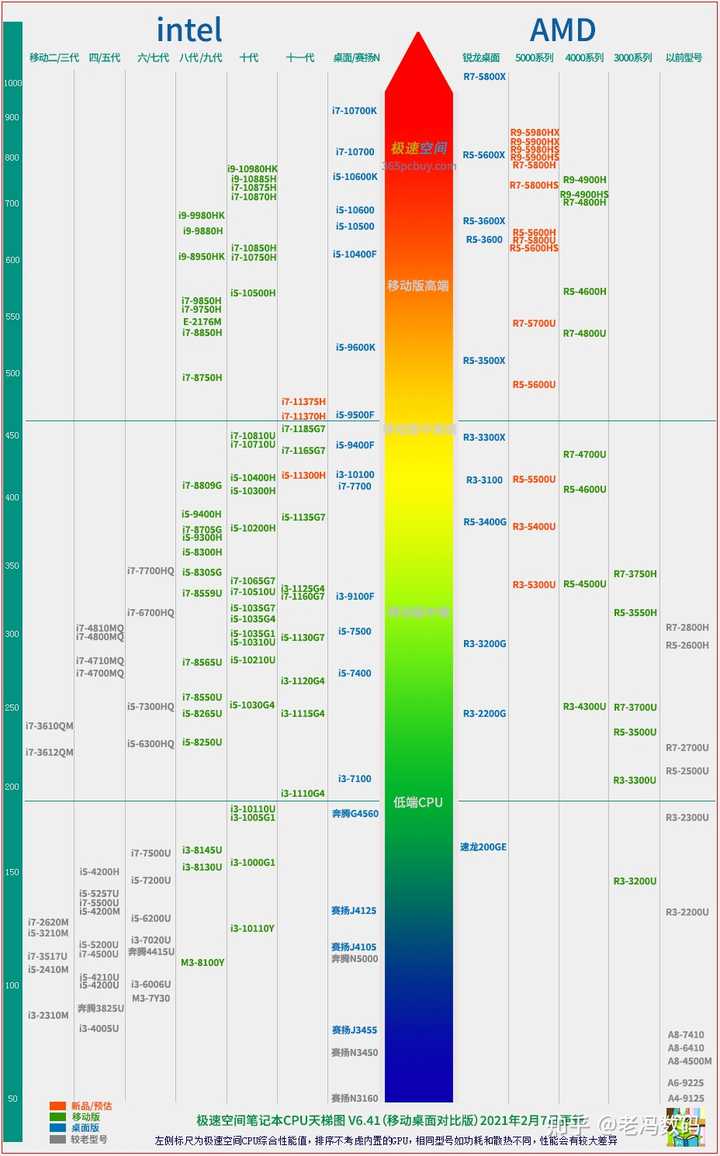 intel
AMD
移动二/三代
四/五代
六/七代
八代/九代
十代
十一代
桌面/赛扬N
锐龙桌面
5000系列
4000系列
3000系列
以前型号
1000
900
800
700
600
550
500
450
400
350
300
250
200
150
100
50
i7-3610QM
i7-3612QM
i7-2620M
i5-3210M
i7-3517U
i5-2410M
i3-2310M
i7-4810MQ
i7-4800MQ
i7-4710MQ
i7-4700MQ
i5-4200H
i5-5257U
i7-5500U
i5-4200M
i5-5200U
i7-4500U
i5-4210U
i5-4200U
奔腾3825U
i3-4005U
i7-7700HQ
i7-6700HQ
i5-7300HQ
i5-6300HQ
i7-7500U
i5-7200U
i5-6200U
i3-7020U
奔腾4415U
i3-6006U
M3-7Y30
i9-9980HK
i9-9880H
i9-8950HK
i7-9850H
i7-9750H
E-2176M
i7-8850H
i7-8750H
i7-8809G
i5-9400H
i7-8705G
i5-9300H
i5-8300H
i5-8305G
i7-8559U
i7-8565U
i7-8550U
i5-8265U
i5-8250U
i3-8145U
i3-8130U
M3-8100Y
i9-10980HK
i9-10885H
i7-10875H
i7-10870H
i7-10850H
i7-10750H
i5-10500H
i7-10810U
i7-10710U
i5-10400H
i5-10300H
i5-10200H
i7-1065G7
i7-10510U
i5-1035G7
i5-1035G4
i5-1035G1
i5-10310U
i5-10210U
i5-1030G4
i3-10110U
i3-1005G1
i3-1000G1
i3-10110Y
i7-11375H
i7-11370H
i7-1185G7
i7-1165G7
i5-11300H
i5-1135G7
i3-1125G4
i7-1160G7
i5-1130G7
i3-1120G4
i3-1115G4
i3-1110G4
i7-10700K
i7-10700
i5-10600K
i5-10600
i5-10500
i5-10400F
i5-9600K
i5-9500F
i5-9400F
i3-10100
i7-7700
i3-9100F
i5-7500
i5-7400
i3-7100
奔腾G4560
赛扬J4125
赛扬J4105
奔腾N5000
赛扬J3455
赛扬N3450
赛扬N3160
极速空间
365pcbuy.com
移动版高端
低端CPU
R7-5800X
R5-5600X
R5-3600X
R5-3600
R5-3500X
R3-3300X
R3-3100
R5-3400G
R3-3200G
R3-2200G
速龙200GE
R9-5980HX
R9-5900HX
R9-5980HS
R9-5900HS
R7-5800H
R7-5800HS
R5-5600H
R7-5800U
R5-5600HS
R7-5700U
R5-5600U
R5-5500U
R3-5400U
R3-5300U
R9-4900H
R9-4900HS
R7-4800H
R5-4600H
R7-4800U
R7-4700U
R5-4600U
R5-4500U
R3-4300U
R7-3750H
R5-3550H
R7-3700U
R5-3500U
R3-3300U
R3-3200U
R7-2800H
R5-2600H
R7-2700U
R5-2500U
R3-2300U
R3-2200U
A8-7410
A8-6410
A8-4500M
A6-9225
A4-9125
新品/预估
移动版
桌面版
较老型号
极速空间笔记本CPU天梯图 V6.41(移动桌面对比版)2021年2月7日更新
知乎 @老冯数码
左侧标尺为极速空间CPU综合性能值，排序不考虑内置的GPU，相同型号如功耗和散热不同，性能会有较大差异